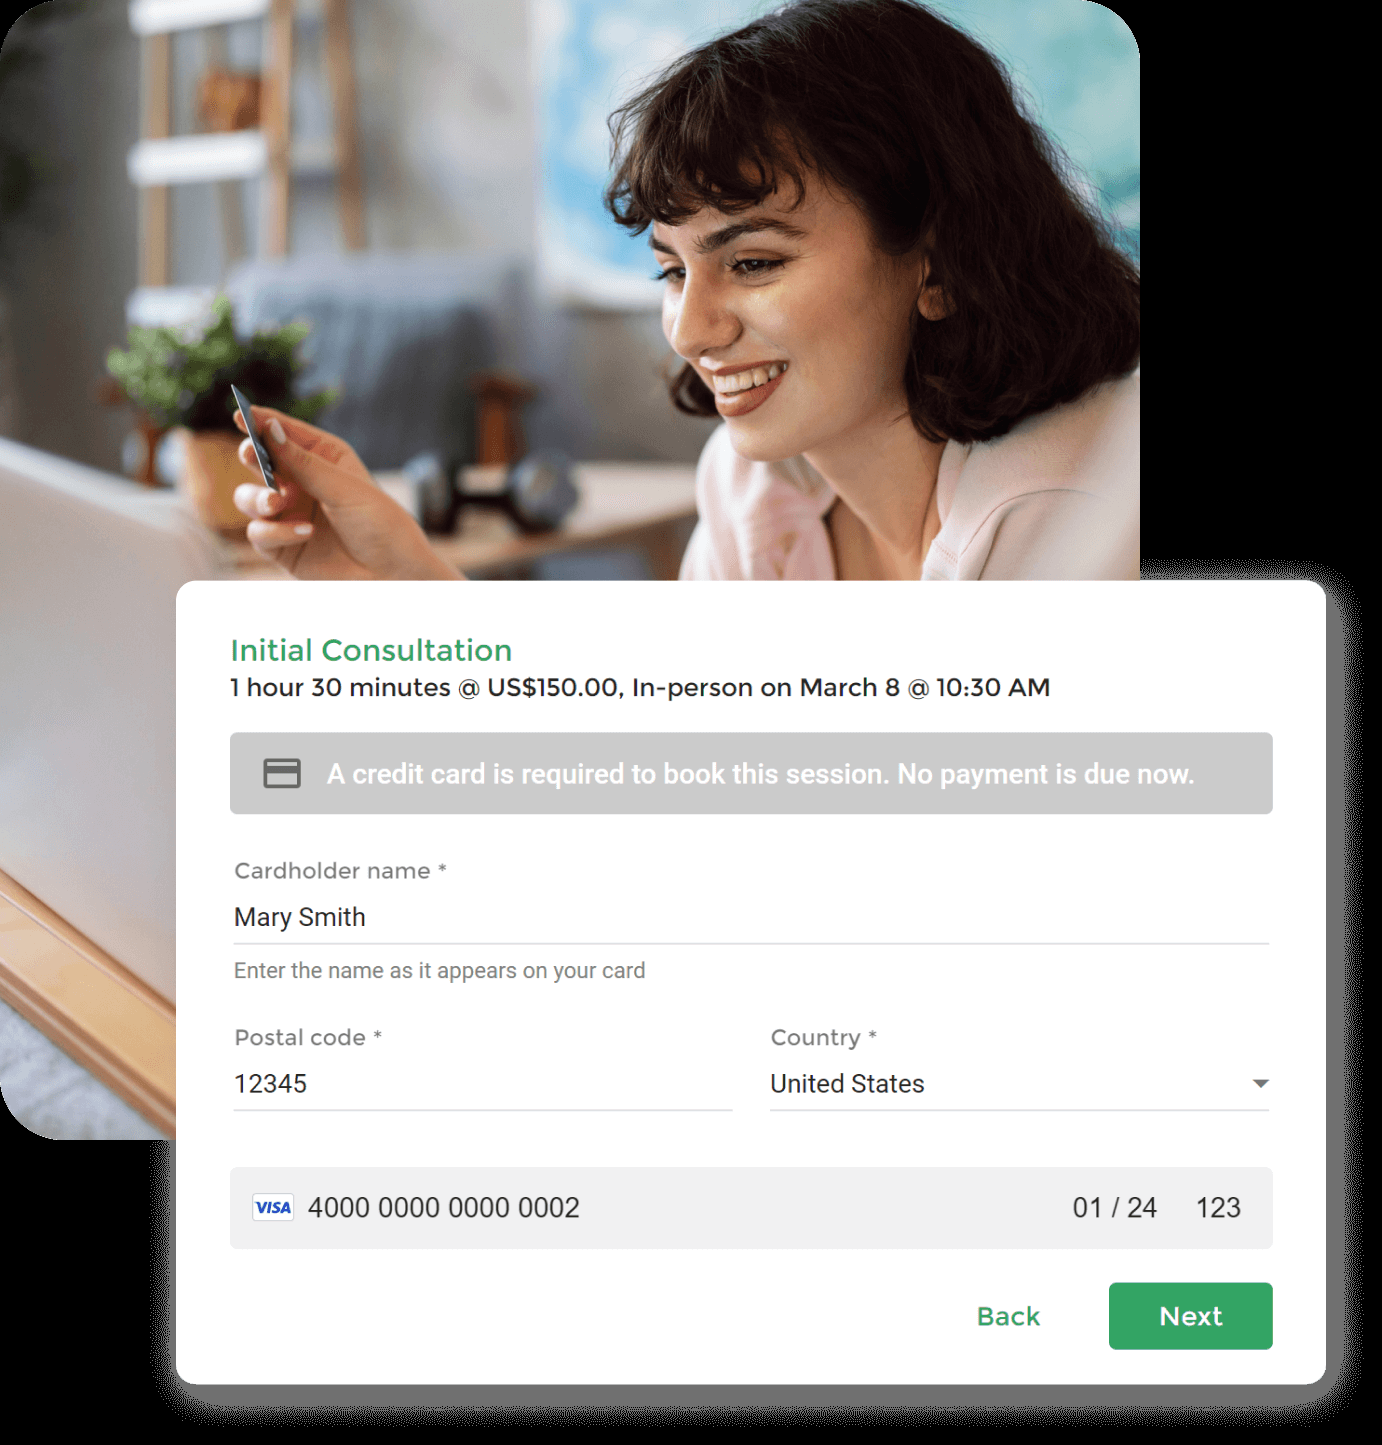 Initial Consultation
1 hour 30 minutes @ US$150.00, In-person on March 8 @ 10:30 AM
A credit card is required to book this session. No payment is due now.
Cardholder name *
Mary Smith
Enter the name as it appears on your card
Postal code * Country *
12345 United States
VISA 4000 0000 0000 0002 01 / 24 123
Back Next